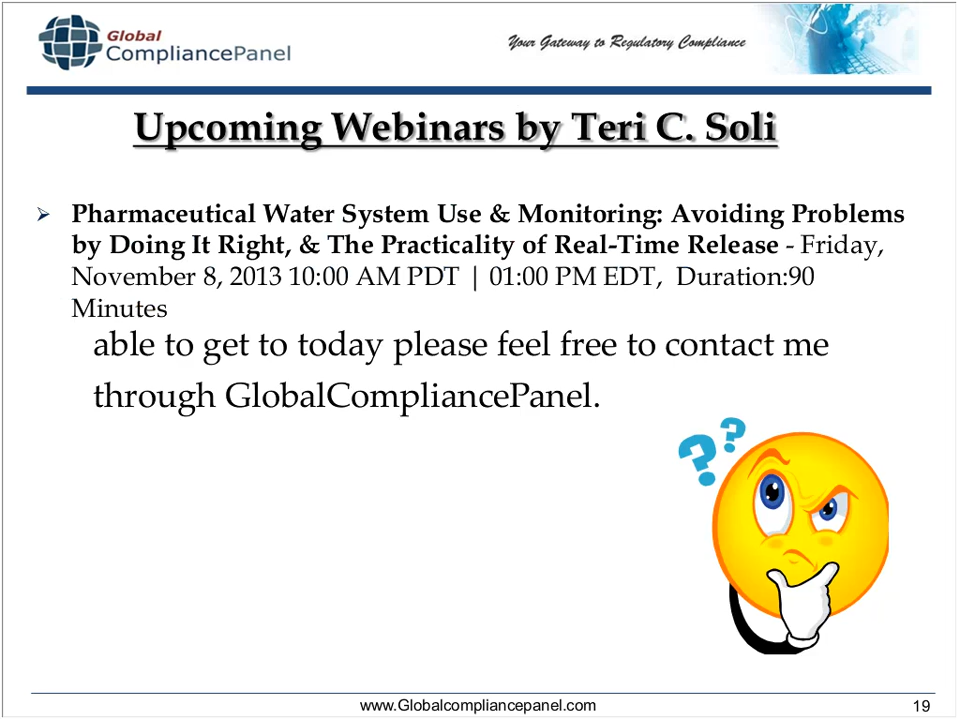 Global
CompliancePanel
Your Gateway to Regulatory Compliance
Upcoming Webinars by Teri C. Soli
➢ Pharmaceutical Water System Use & Monitoring: Avoiding Problems
by Doing It Right, & The Practicality of Real-Time Release - Friday,
November 8, 2013 10:00 AM PDT | 01:00 PM EDT, Duration:90
Minutes
able to get to today please feel free to contact me
through GlobalCompliancePanel.
??
www.Globalcompliancepanel.com
19